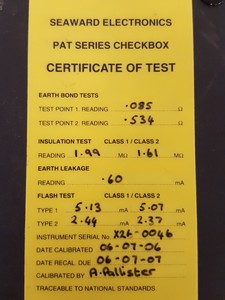 SEAWARD ELECTRONICS
PAT SERIES CHECKBOX
CERTIFICATE OF TEST
EARTH BOND TESTS
TEST POINT 1. READING .085 Ω
TEST POINT 2. READING .534 Ω
INSULATION TEST CLASS 1 / CLASS 2
READING 1.99 MΩ 1.61 MΩ
EARTH LEAKAGE
READING .60 mA
FLASH TEST CLASS 1 / CLASS 2
TYPE 1 5.13 mA 5.07 mA
TYPE 2 2.44 mA 2.37 mA
INSTRUMENT SERIAL No X26-0046
DATE CALIBRATED 06-07-06
DATE RECAL DUE 06-07-07
CALIBRATED BY A. Pallister
TRACEABLE TO NATIONAL STANDARDS